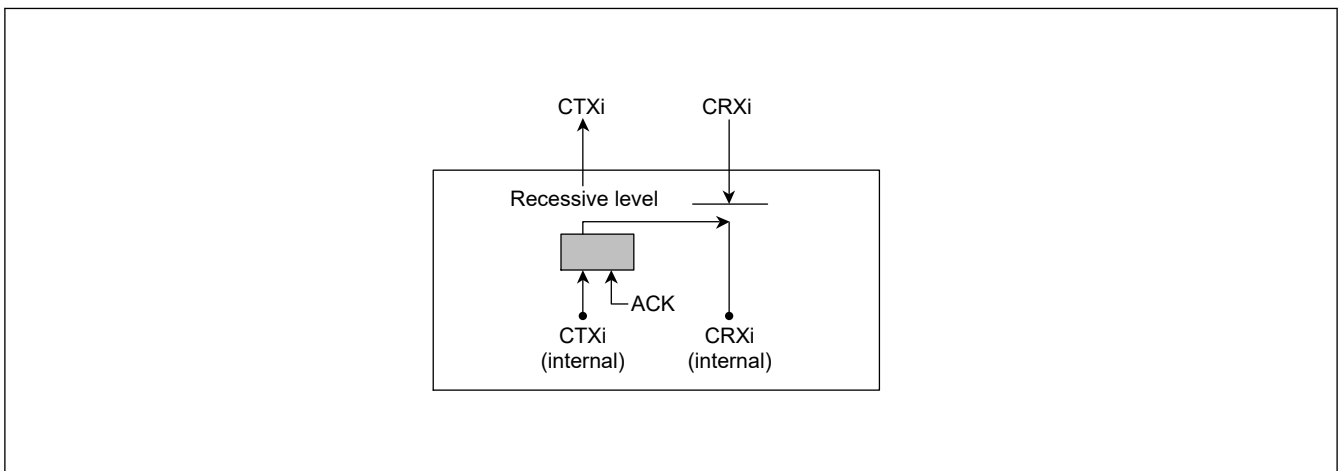 CTXi
CRXi
Recessive level
ACK
CTXi
(internal)
CRXi
(internal)